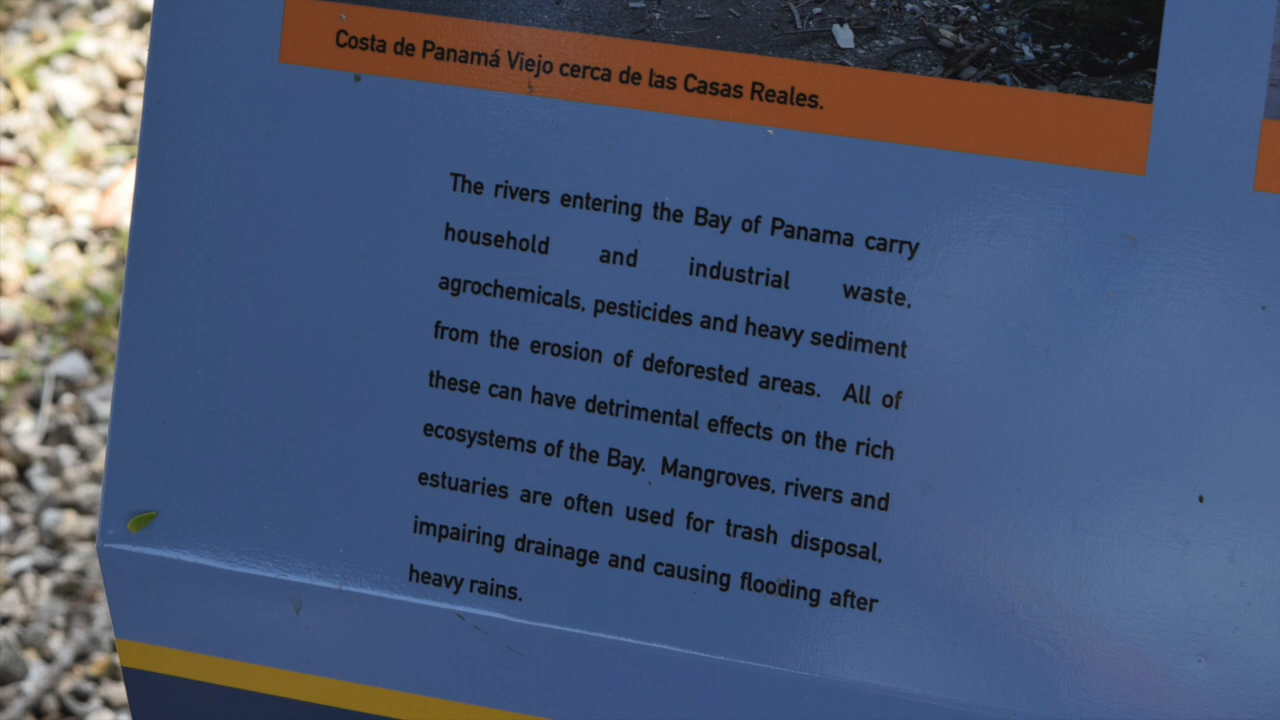 Costa de Panamá Viejo cerca de las Casas Reales.
The rivers entering the Bay of Panama carry
household and industrial waste,
agrochemicals, pesticides and heavy sediment
from the erosion of deforested areas. All of
these can have detrimental effects on the rich
ecosystems of the Bay. Mangroves, rivers and
estuaries are often used for trash disposal,
impairing drainage and causing flooding after
heavy rains.